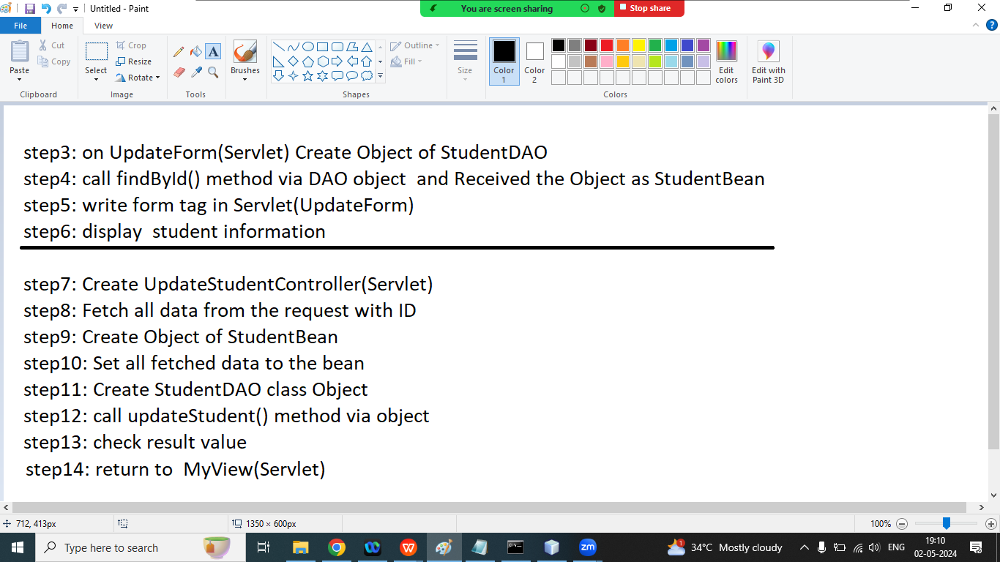 Untitled - Paint
You are screen sharing
Stop share
File
Home
View
Paste
Cut
Copy
Clipboard
Select
Crop
Resize
Rotate
Image
A
Tools
Brushes
Outline
Fill
Shapes
Size
Color 1
Color 2
Edit colors
Colors
Edit with Paint 3D
step3: on UpdateForm(Servlet) Create Object of StudentDAO
step4: call findById() method via DAO object  and Received the Object as StudentBean
step5: write form tag in Servlet(UpdateForm)
step6: display  student information
step7: Create UpdateStudentController(Servlet)
step8: Fetch all data from the request with ID
step9: Create Object of StudentBean
step10: Set all fetched data to the bean
step11: Create StudentDAO class Object
step12: call updateStudent() method via object
step13: check result value
step14: return to  MyView(Servlet)
712, 413px
1350 × 600px
100%
Type here to search
zm
1
34°C Mostly cloudy
ENG
19:10
02-05-2024